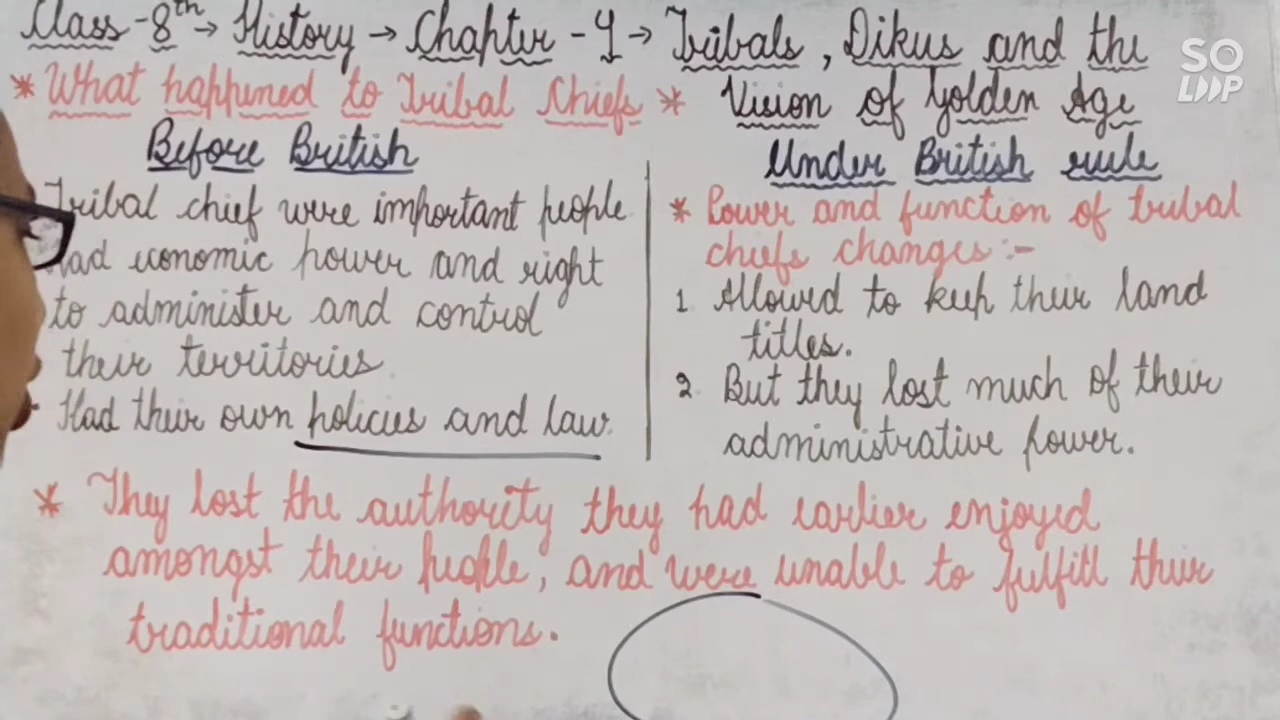 Class - 8th → History → Chapter - 4 → Tribals, Dikus and the
Vision of Golden Age
* What happened to Tribal Chiefs *
Before British
Tribal chief were important people
Had economic power and right
to administer and control
their territories.
Had their own policies and law.
Under British rule
* Power and function of tribal
chiefs changes :-
1. Allowed to keep their land
titles.
2. But they lost much of their
administrative power.
* They lost the authority they had earlier enjoyed
amongst their people, and were unable to fulfill their
traditional functions.
SO
LOOP